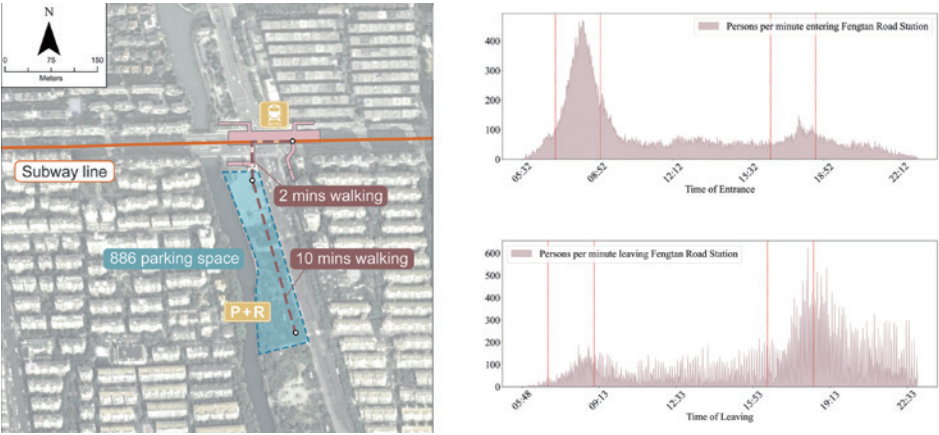 N
0 75 150
Meters
Subway line
2 mins walking
886 parking space
10 mins walking
P+R
Persons per minute entering Fengtan Road Station
400
300
200
100
0
05:32 08:52 12:12 15:32 18:52 22:12
Time of Entrance
Persons per minute leaving Fengtan Road Station
600
500
400
300
200
100
0
05:48 09:13 12:33 15:53 19:13 22:33
Time of Leaving